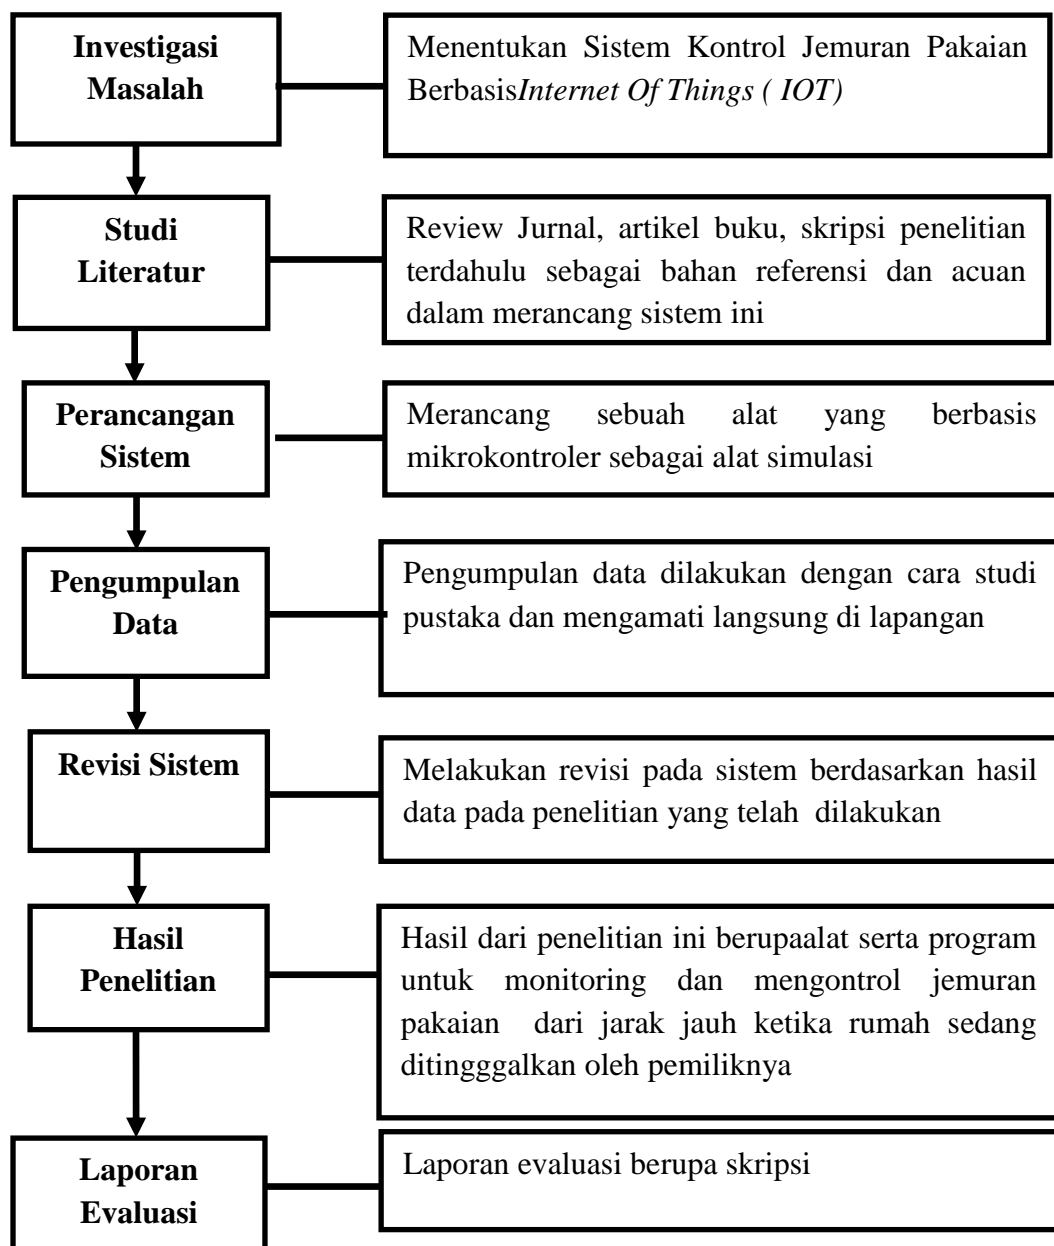 Investigasi
Masalah
Menentukan Sistem Kontrol Jemuran Pakaian
BerbasisInternet Of Things ( IOT)
Studi
Literatur
Review Jurnal, artikel buku, skripsi penelitian
terdahulu sebagai bahan referensi dan acuan
dalam merancang sistem ini
Perancangan
Sistem
Merancang sebuah alat yang berbasis
mikrokontroler sebagai alat simulasi
Pengumpulan
Data
Pengumpulan data dilakukan dengan cara studi
pustaka dan mengamati langsung di lapangan
Revisi Sistem
Melakukan revisi pada sistem berdasarkan hasil
data pada penelitian yang telah dilakukan
Hasil
Penelitian
Hasil dari penelitian ini berupaalat serta program
untuk monitoring dan mengontrol jemuran
pakaian dari jarak jauh ketika rumah sedang
ditingggalkan oleh pemiliknya
Laporan
Evaluasi
Laporan evaluasi berupa skripsi